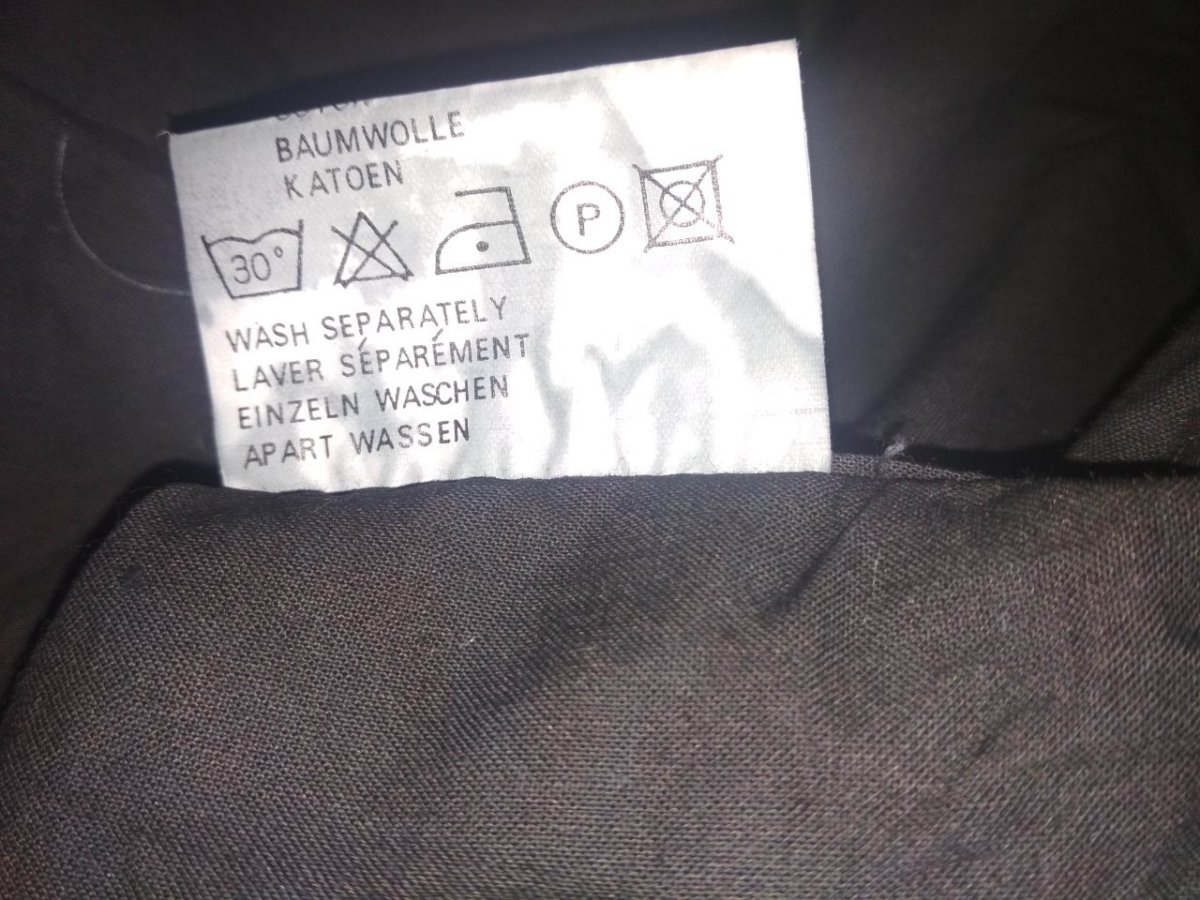 BAUMWOLLE
KATOEN
30° P
WASH SEPARATELY
LAVER SÉPARÉMENT
EINZELN WASCHEN
APART WASSEN